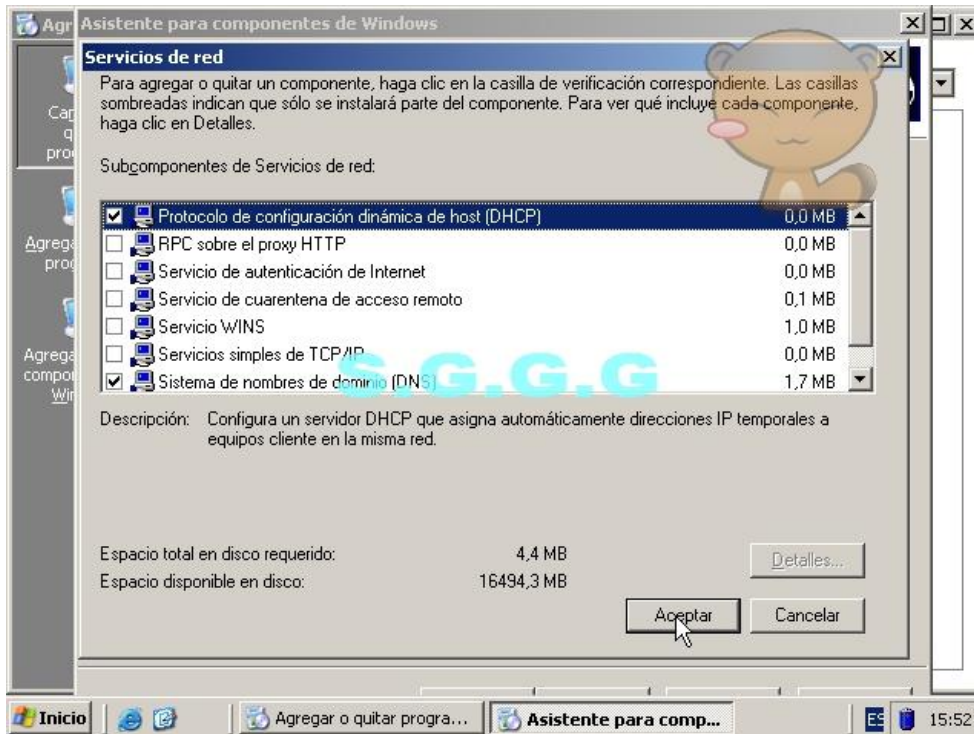 Agr
Asistente para componentes de Windows
Servicios de red
Para agregar o quitar un componente, haga clic en la casilla de verificación correspondiente. Las casillas
sombreadas indican que sólo se instalará parte del componente. Para ver qué incluye cada componente,
haga clic en Detalles.
Subcomponentes de Servicios de red:
Protocolo de configuración dinámica de host (DHCP) 0,0 MB
RPC sobre el proxy HTTP 0,0 MB
Servicio de autenticación de Internet 0,0 MB
Servicio de cuarentena de acceso remoto 0,1 MB
Servicio WINS 1,0 MB
Servicios simples de TCP/IP 0,0 MB
S.G.G.G
Sistema de nombres de dominio (DNS) 1,7 MB
Descripción: Configura un servidor DHCP que asigna automáticamente direcciones IP temporales a
equipos cliente en la misma red.
Espacio total en disco requerido: 4,4 MB
Detalles...
Espacio disponible en disco: 16494,3 MB
Aceptar Cancelar
Inicio Agregar o quitar progra... Asistente para comp... ES 15:52